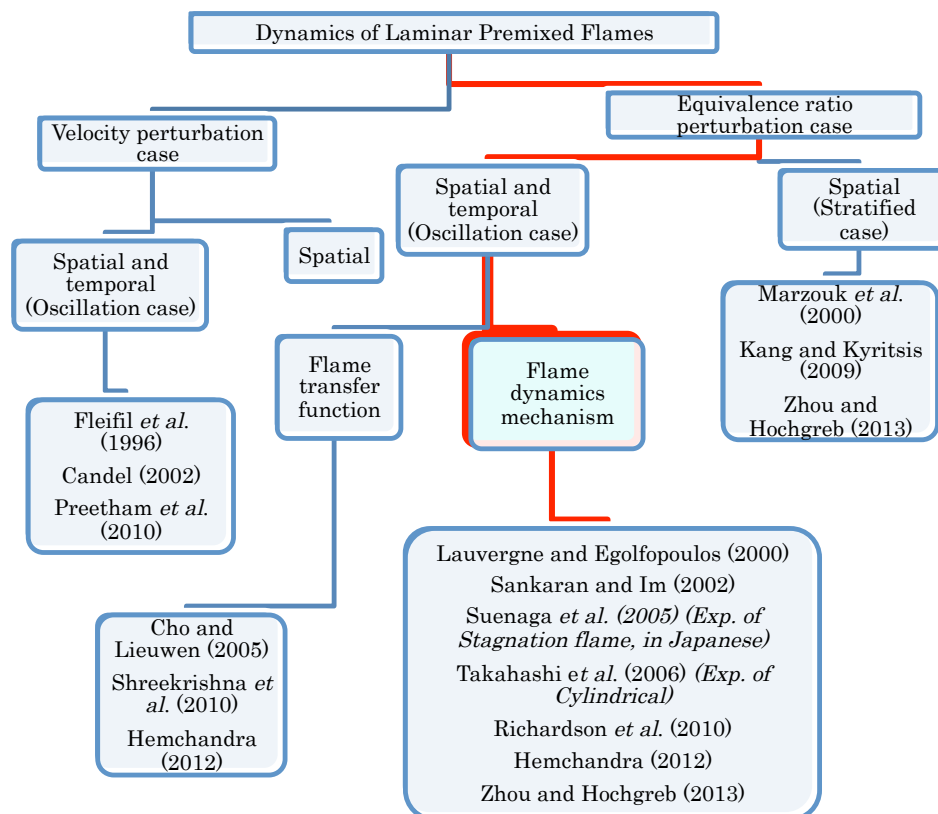 Dynamics of Laminar Premixed Flames
Velocity perturbation
case
Equivalence ratio
perturbation case
Spatial and
temporal
(Oscillation case)
Spatial
Spatial and
temporal
(Oscillation case)
Spatial
(Stratified
case)
Fleifil et al.
(1996)
Candel (2002)
Preetham et al.
(2010)
Flame
transfer
function
Flame
dynamics
mechanism
Marzouk et al.
(2000)
Kang and Kyritsis
(2009)
Zhou and
Hochgreb (2013)
Cho and
Lieuwen (2005)
Shreekrishna et
al. (2010)
Hemchandra
(2012)
Lauvergne and Egolfopoulos (2000)
Sankaran and Im (2002)
Suenaga et al. (2005) (Exp. of
Stagnation flame, in Japanese)
Takahashi et al. (2006) (Exp. of
Cylindrical)
Richardson et al. (2010)
Hemchandra (2012)
Zhou and Hochgreb (2013)